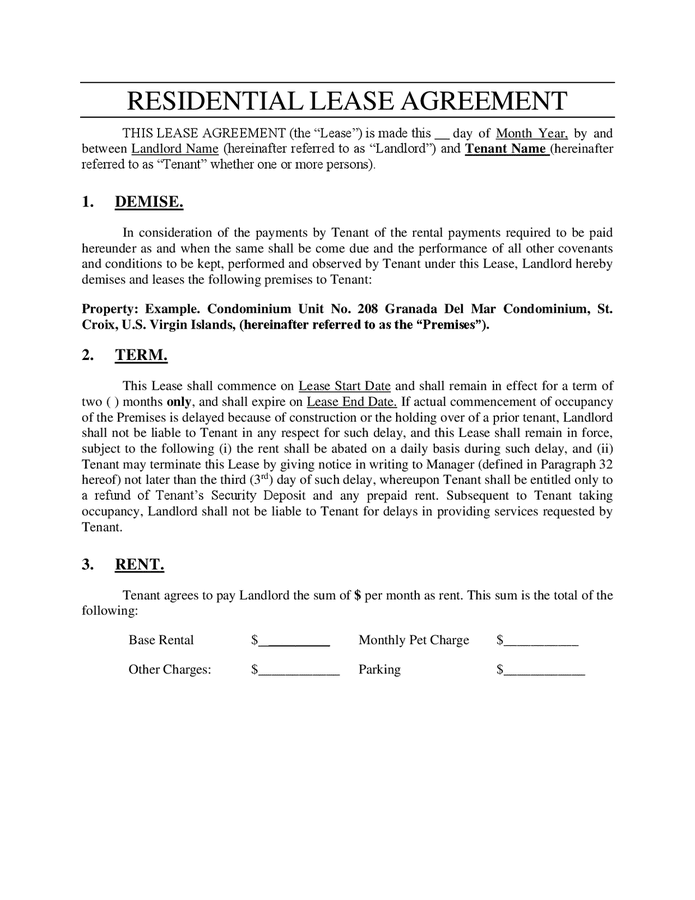 RESIDENTIAL LEASE AGREEMENT
THIS LEASE AGREEMENT (the “Lease”) is made this __ day of Month Year, by and
between Landlord Name (hereinafter referred to as “Landlord”) and Tenant Name (hereinafter
referred to as “Tenant” whether one or more persons).
1. DEMISE.
In consideration of the payments by Tenant of the rental payments required to be paid
hereunder as and when the same shall be come due and the performance of all other covenants
and conditions to be kept, performed and observed by Tenant under this Lease, Landlord hereby
demises and leases the following premises to Tenant:
Property: Example. Condominium Unit No. 208 Granada Del Mar Condominium, St.
Croix, U.S. Virgin Islands, (hereinafter referred to as the “Premises”).
2. TERM.
This Lease shall commence on Lease Start Date and shall remain in effect for a term of
two ( ) months only, and shall expire on Lease End Date. If actual commencement of occupancy
of the Premises is delayed because of construction or the holding over of a prior tenant, Landlord
shall not be liable to Tenant in any respect for such delay, and this Lease shall remain in force,
subject to the following (i) the rent shall be abated on a daily basis during such delay, and (ii)
Tenant may terminate this Lease by giving notice in writing to Manager (defined in Paragraph 32
hereof) not later than the third (3rd) day of such delay, whereupon Tenant shall be entitled only to
a refund of Tenant’s Security Deposit and any prepaid rent. Subsequent to Tenant taking
occupancy, Landlord shall not be liable to Tenant for delays in providing services requested by
Tenant.
3. RENT.
Tenant agrees to pay Landlord the sum of $ per month as rent. This sum is the total of the
following:
Base Rental $__________ Monthly Pet Charge $___________
Other Charges: $____________ Parking $____________